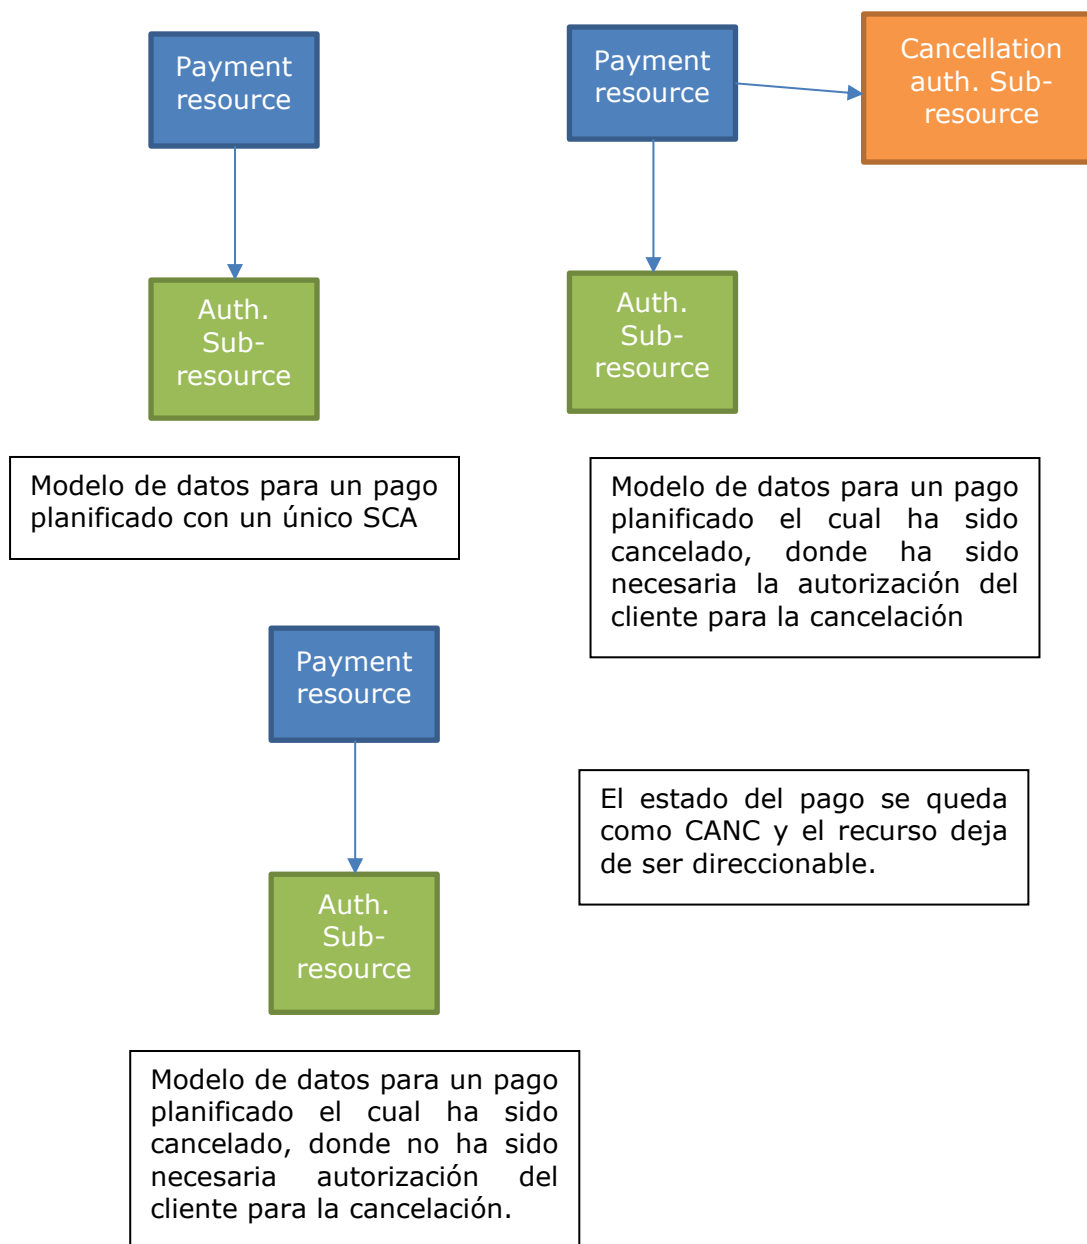 Payment
resource
Payment
resource
Cancellation
auth. Sub-
resource
Auth.
Sub-
resource
Auth.
Sub-
resource
Modelo de datos para un pago
planificado con un único SCA
Modelo de datos para un pago
planificado el cual ha sido
cancelado, donde ha sido
necesaria la autorización del
cliente para la cancelación
Payment
resource
El estado del pago se queda
como CANC y el recurso deja
de ser direccionable.
Auth.
Sub-
resource
Modelo de datos para un pago
planificado el cual ha sido
cancelado, donde no ha sido
necesaria autorización del
cliente para la cancelación.